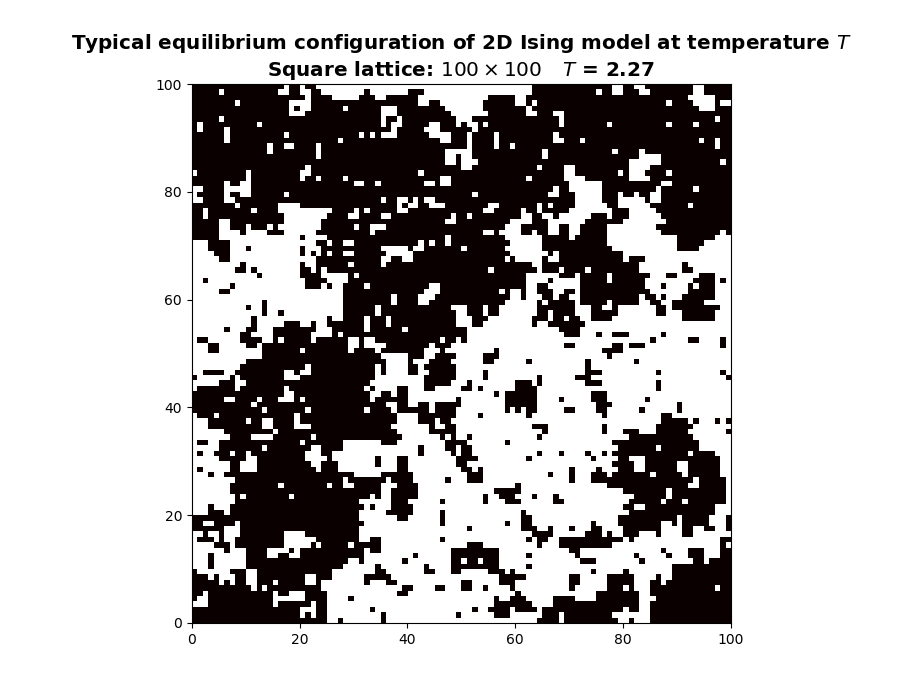 Typical equilibrium configuration of 2D Ising model at temperature T
Square lattice: 100 × 100 T = 2.27
100
80
60
40
20
0
0 20 40 60 80 100